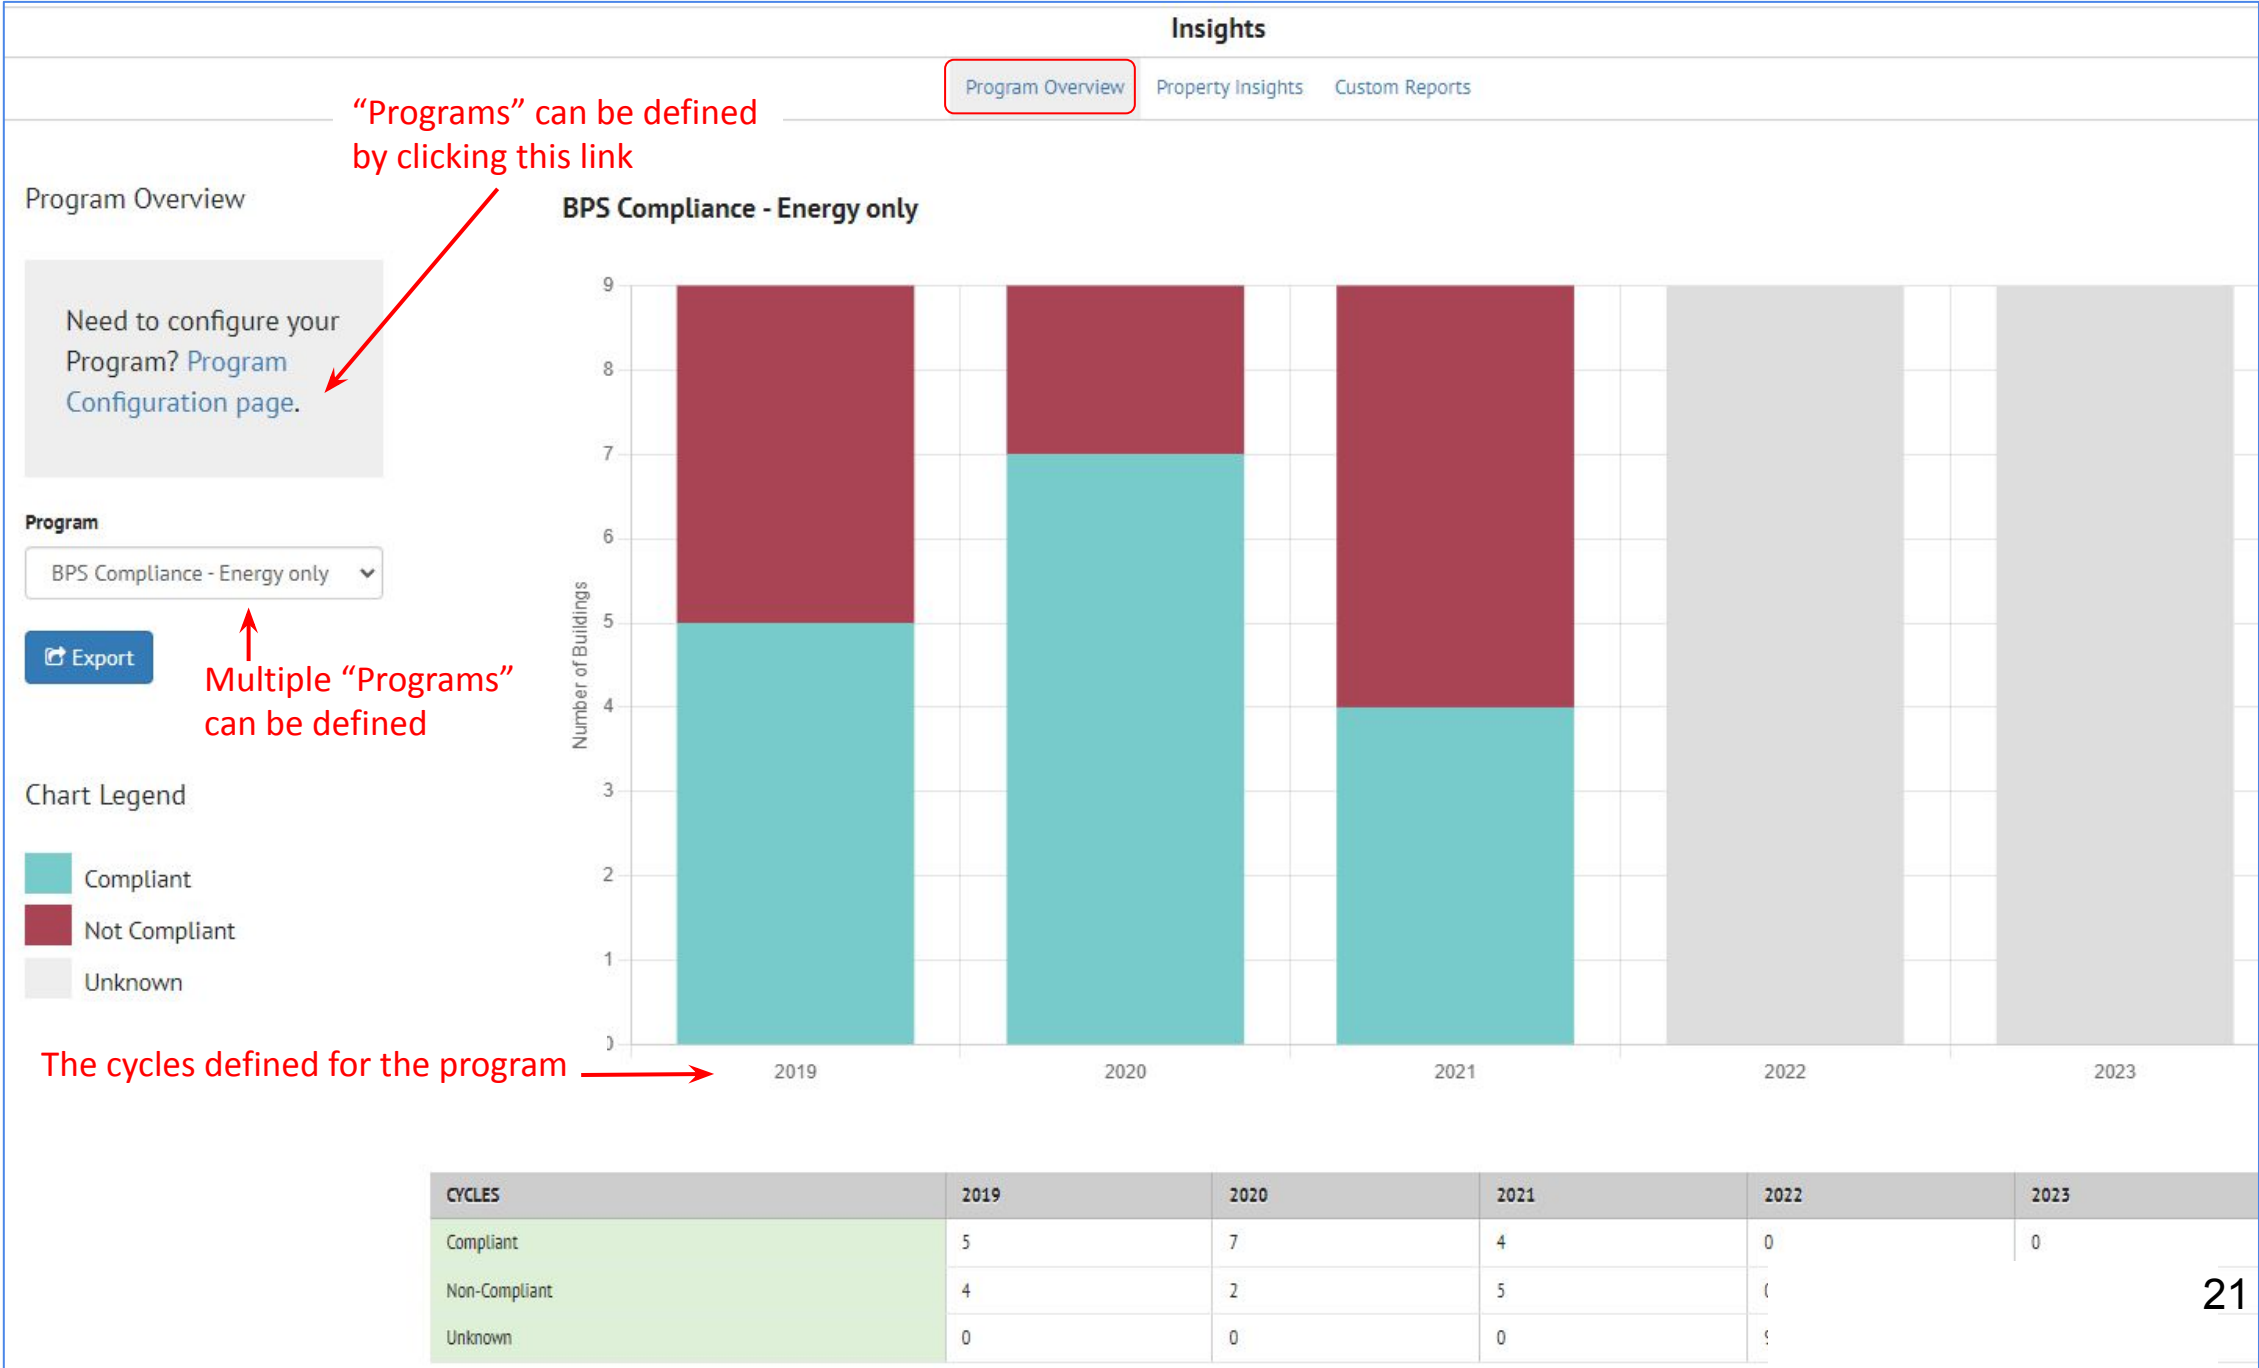 Insights
Program Overview Property Insights Custom Reports
“Programs” can be defined
by clicking this link
Program Overview
BPS Compliance - Energy only
Need to configure your
Program? Program
Configuration page.
Program
BPS Compliance - Energy only
Export
Multiple “Programs”
can be defined
Chart Legend
Compliant
Not Compliant
Unknown
Number of Buildings
9
8
7
6
5
4
3
2
1
0
The cycles defined for the program
2019 2020 2021 2022 2023
CYCLES 2019 2020 2021 2022 2023
Compliant 5 7 4 0 0
Non-Compliant 4 2 5
Unknown 0 0 0
21